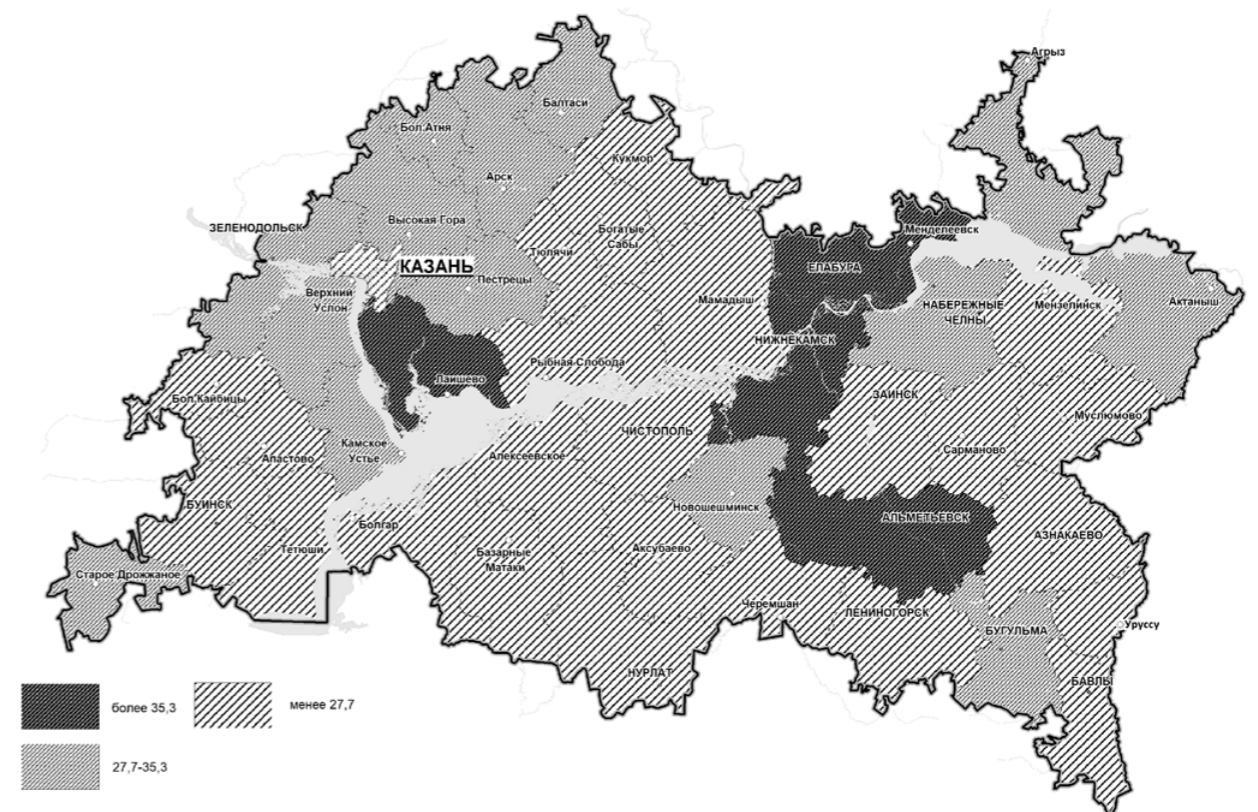 Агрыз
Балтаси
Бол.Атня
Кукмор
Арск
Высокая Гора
ЗЕЛЕНОДОЛЬСК
Богатые
Сабы
Менделеевск
Тюлячи
КАЗАНЬ
ЕЛАБУРА
Пестрецы
Верхний
Услон
Мамадыш
НАБЕРЕЖНЫЕ
ЧЕЛНЫ
Мензелинск
Актаныш
НИЖНЕКАМСК
Рыбная Слобода
Лаишево
Бол.Кайбицы
ЗАИНСК
Муслюмово
ЧИСТОПОЛЬ
Камское
Устье
Апастово
Алексеевское
Сарманово
БУИНСК
Новошешминск
АЛЬМЕТЬЕВСК
Болгар
АЗНАКАЕВО
Тетюши
Базарные
Матаки
Аксубаево
Старое Дрожжаное
Черемшан
ЛЕНИНОГОРСК
БУГУЛЬМА
Уруссу
НУРЛАТ
БАВЛЫ
более 35,3
менее 27,7
27,7-35,3